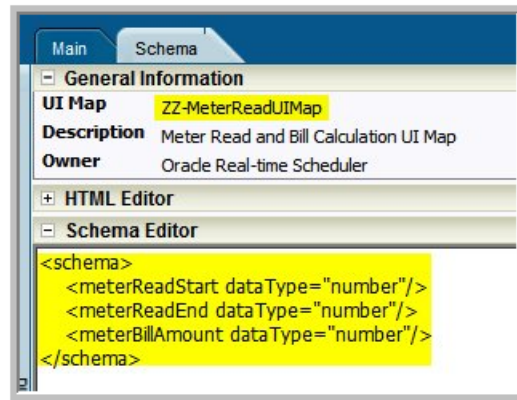 Main Schema
General Information
UI Map ZZ-MeterReadUIMap
Description Meter Read and Bill Calculation UI Map
Owner Oracle Real-time Scheduler
HTML Editor
Schema Editor
<schema>
<meterReadStart dataType="number"/>
<meterReadEnd dataType="number"/>
<meterBillAmount dataType="number"/>
</schema>